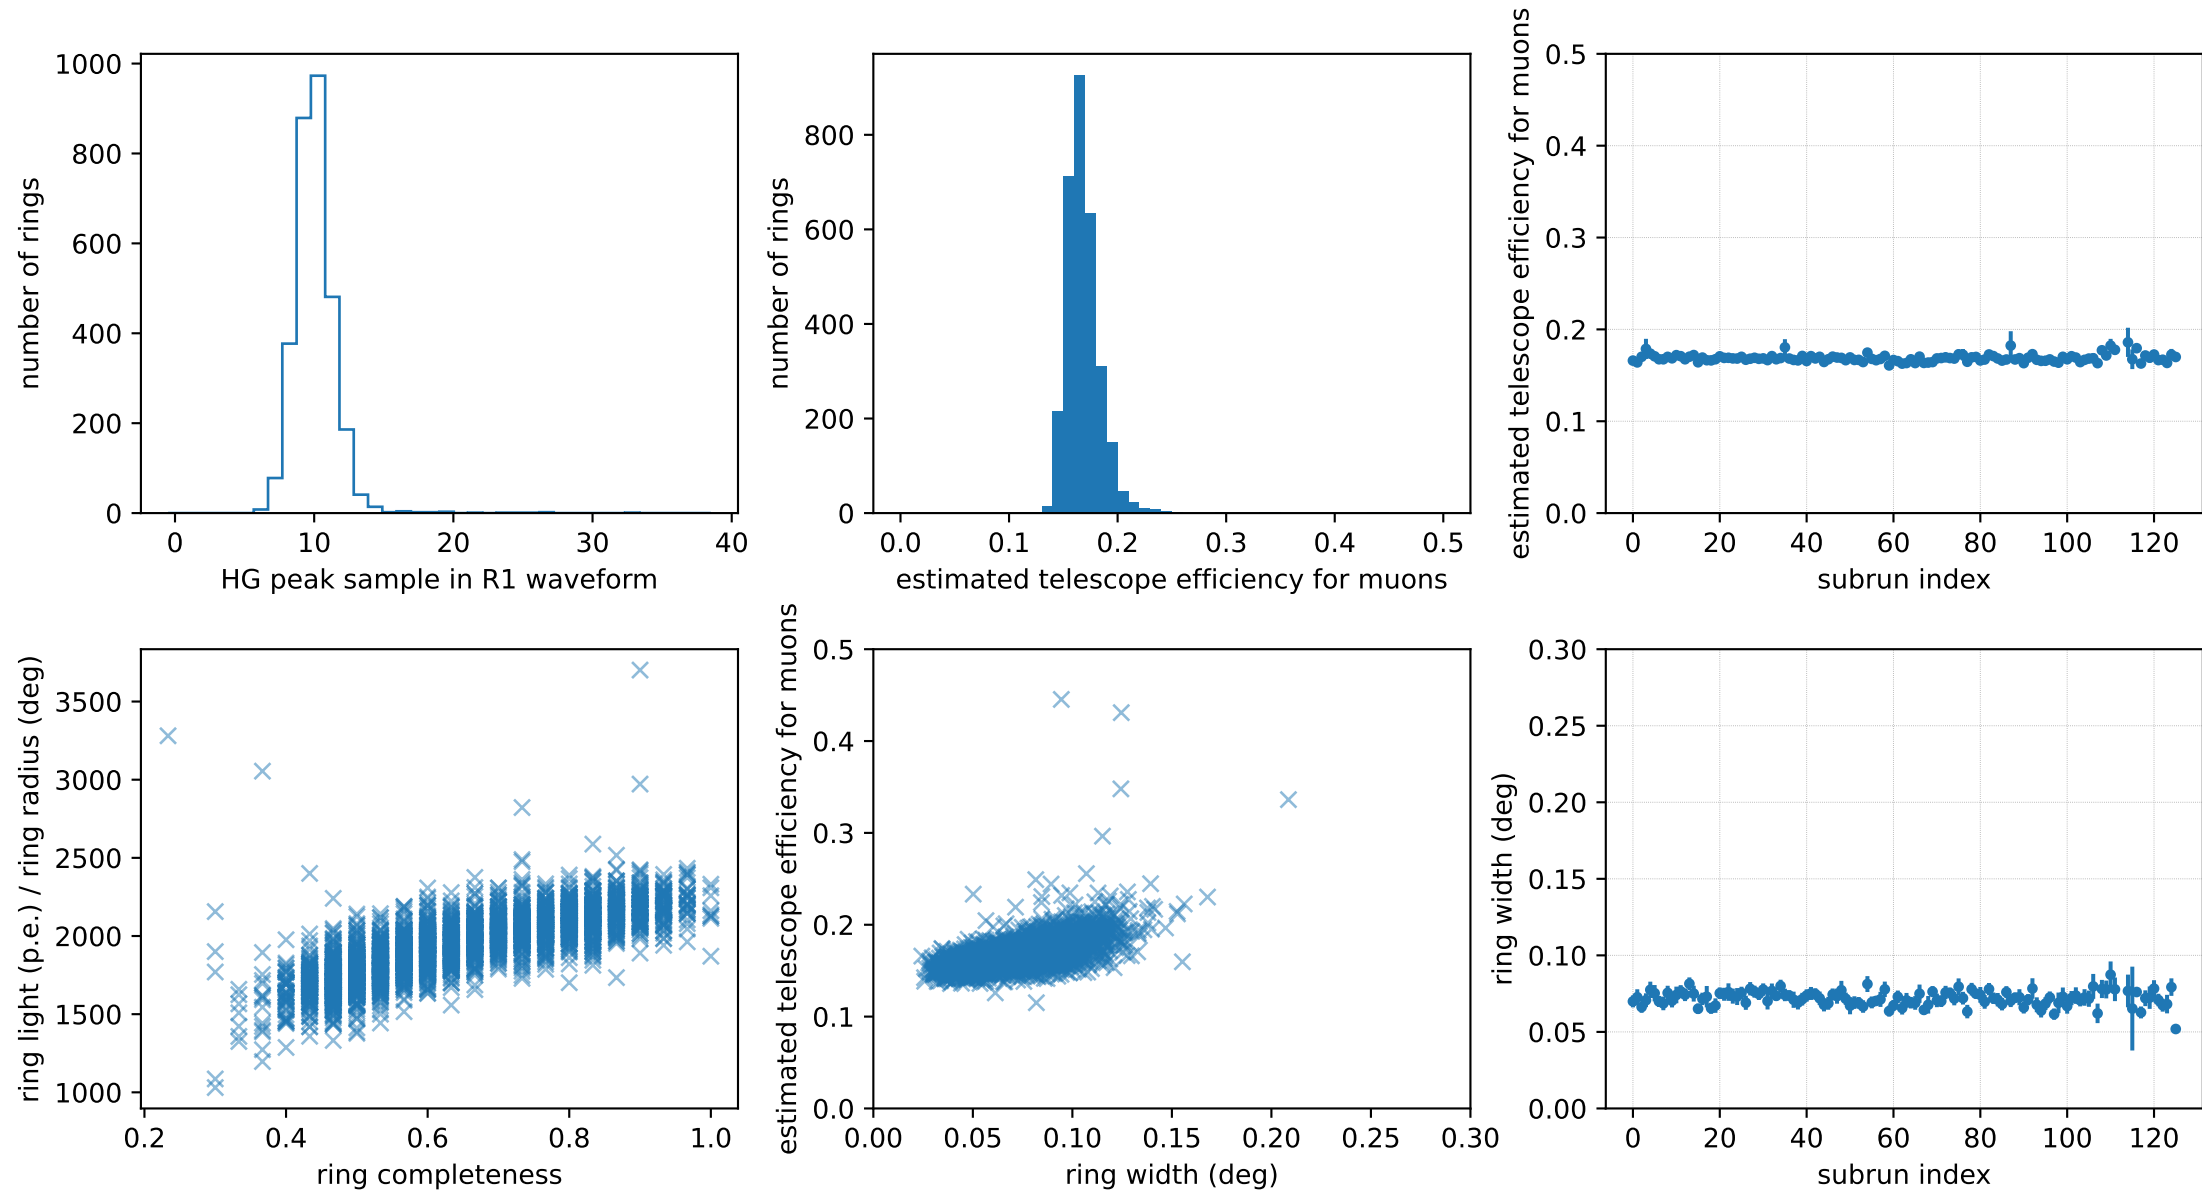 number of rings
1000
800
600
400
200
0
0 10 20 30 40
HG peak sample in R1 waveform
number of rings
800
600
400
200
0
0.0 0.1 0.2 0.3 0.4 0.5
estimated telescope efficiency for muons
estimated telescope efficiency for muons
0.5
0.4
0.3
0.2
0.1
0.0
0 20 40 60 80 100 120
subrun index
ring light (p.e.) / ring radius (deg)
3500
3000
2500
2000
1500
1000
0.2 0.4 0.6 0.8 1.0
ring completeness
estimated telescope efficiency for muons
0.5
0.4
0.3
0.2
0.1
0.0
0.00 0.05 0.10 0.15 0.20 0.25 0.30
ring width (deg)
ring width (deg)
0.30
0.25
0.20
0.15
0.10
0.05
0.00
0 20 40 60 80 100 120
subrun index